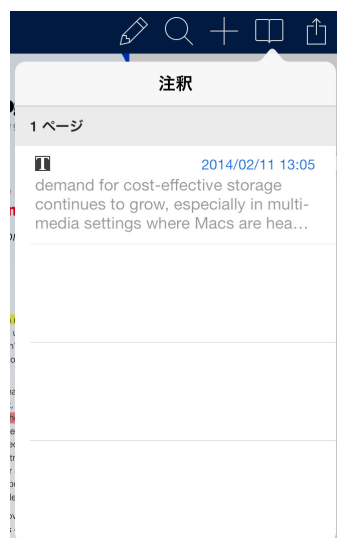 注釈
1 ページ
T
2014/02/11 13:05
demand for cost-effective storage
continues to grow, especially in multi-
media settings where Macs are hea…